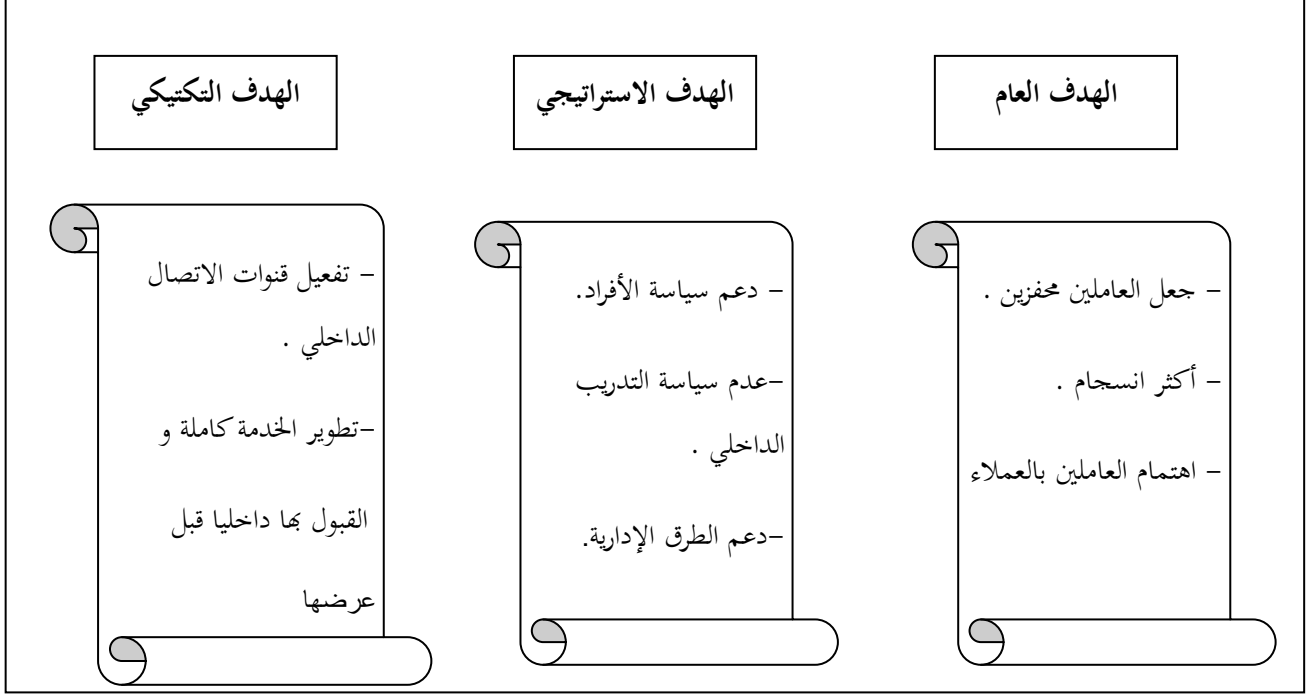 الهدف العام
– جعل العاملين محفزين .
– أكثر انسجام .
– اهتمام العاملين بالعملاء
الهدف الاستراتيجي
– دعم سياسة الأفراد.
–عدم سياسة التدريب
الداخلي .
–دعم الطرق الإدارية.
الهدف التكتيكي
– تفعيل قنوات الاتصال
الداخلي .
–تطوير الخدمة كاملة و
القبول بها داخليا قبل
عرضها